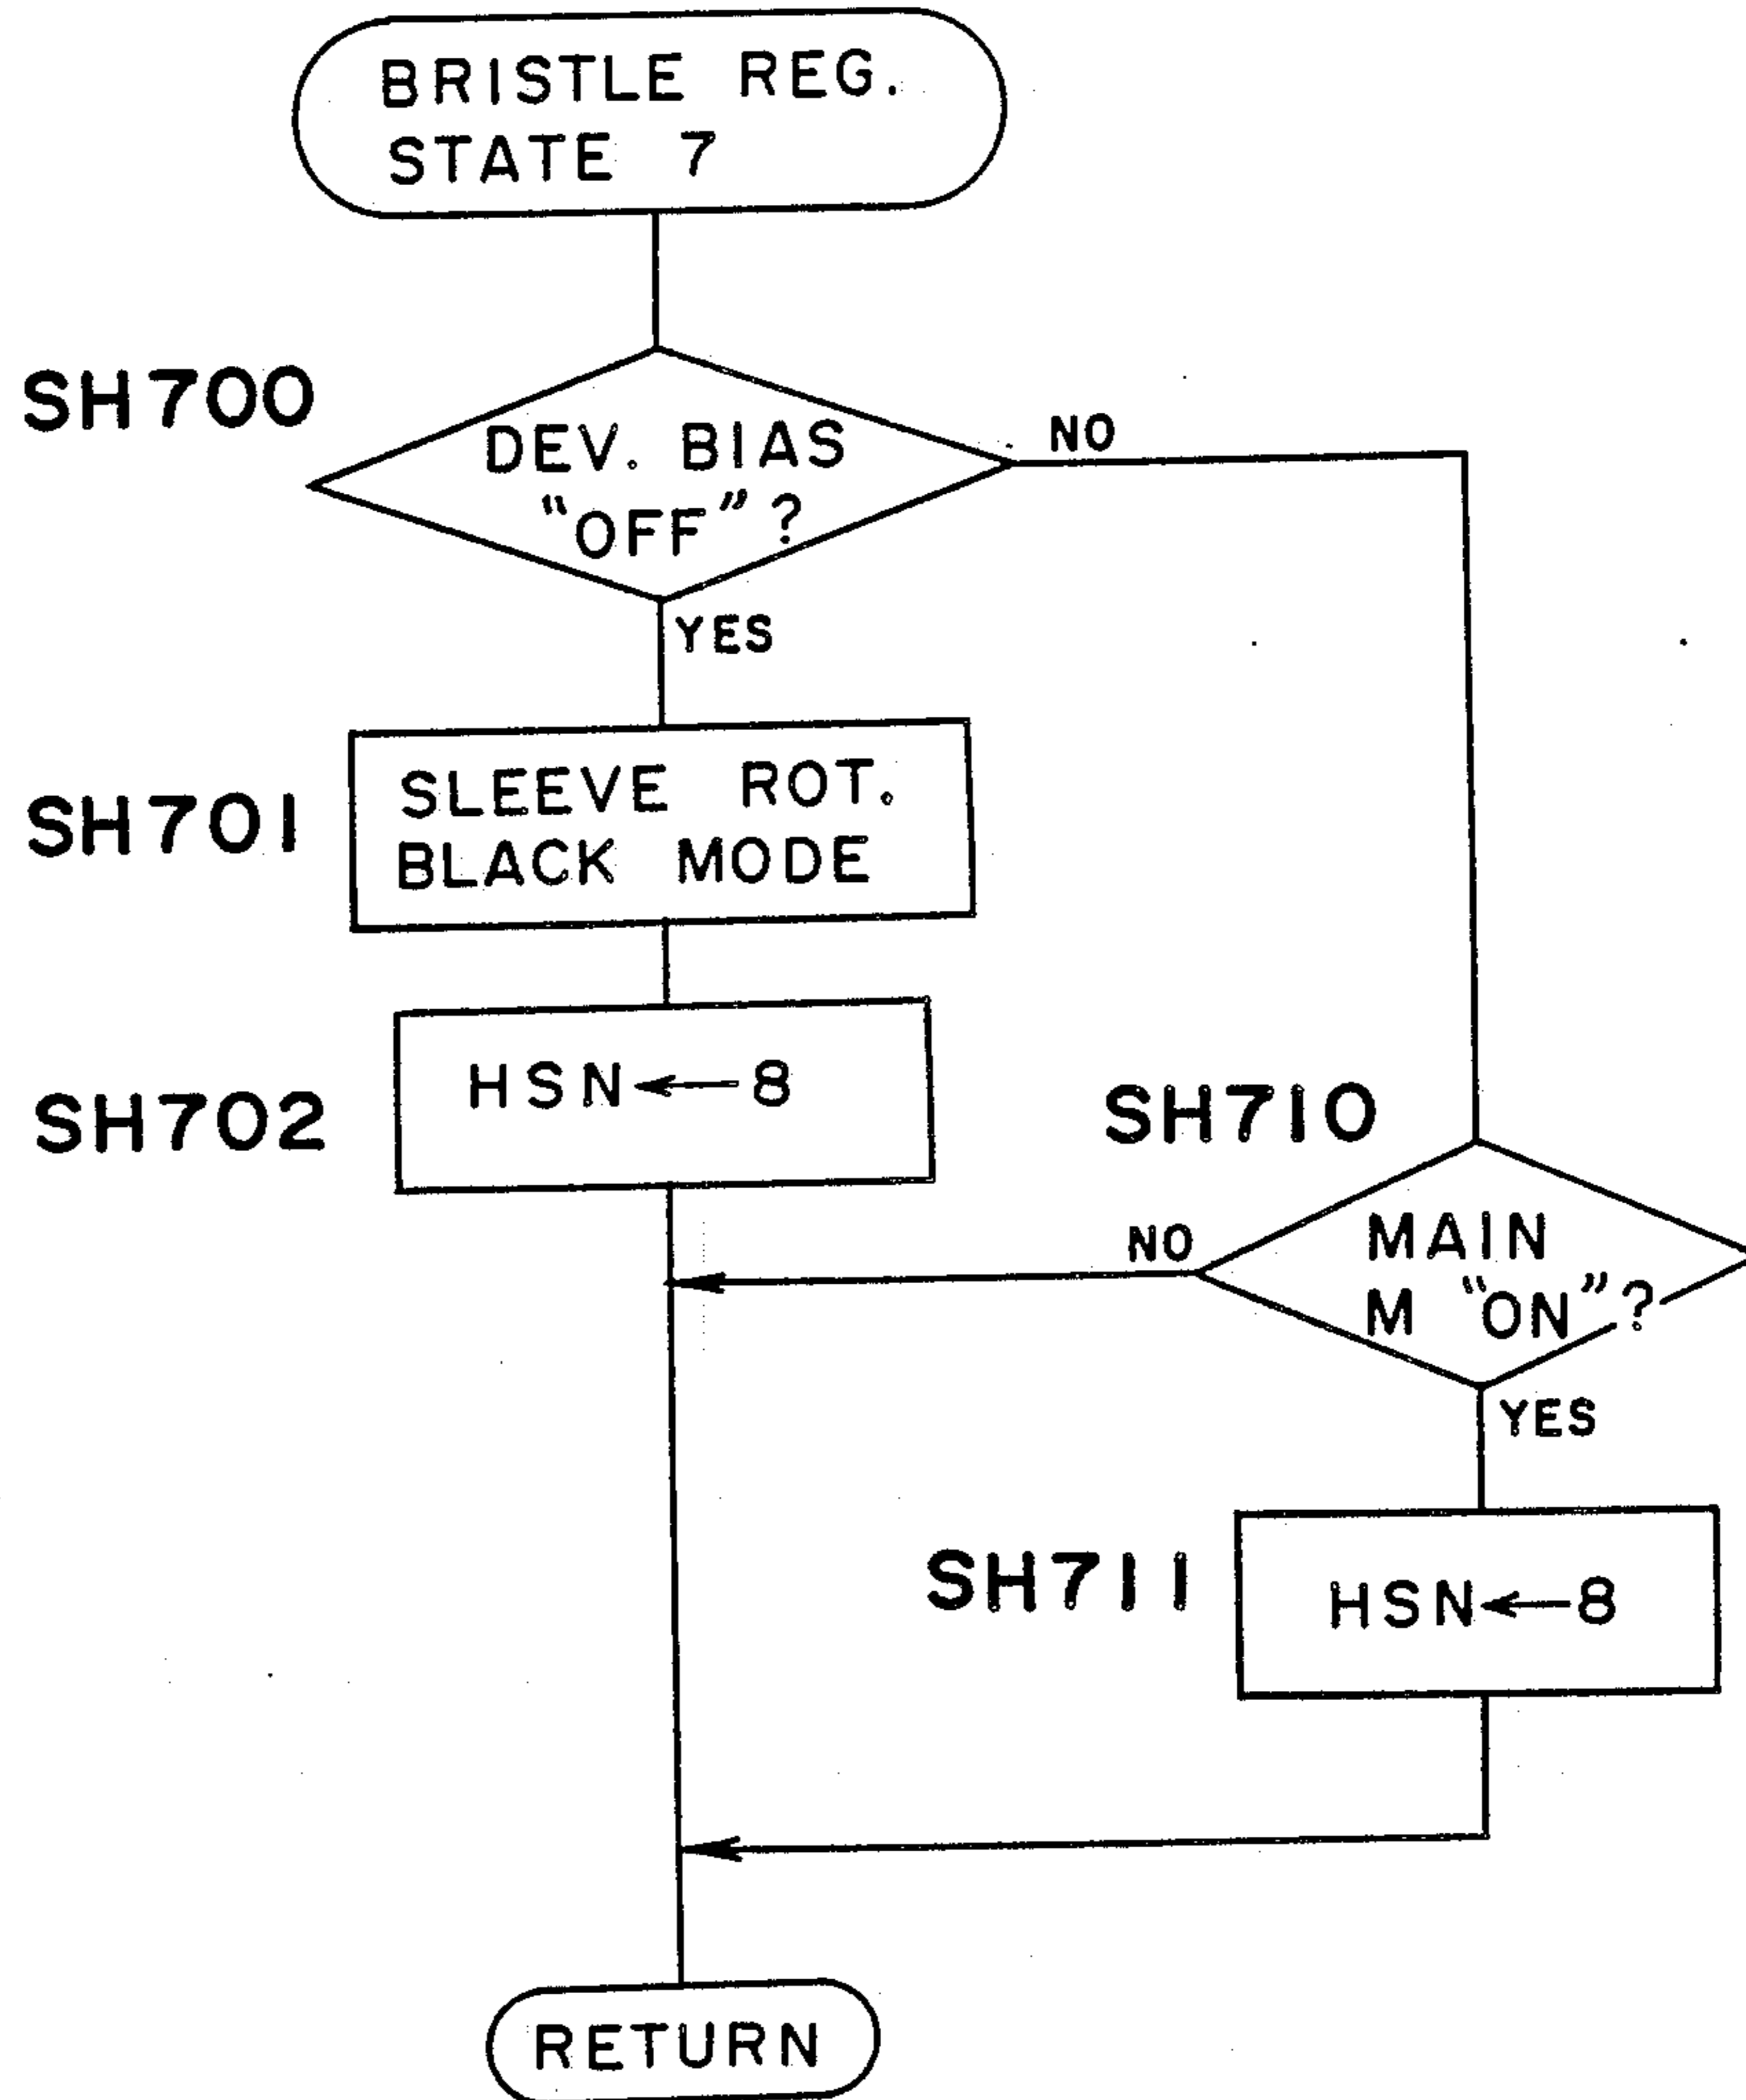 BRISTLE REG.
STATE 7
SH700
DEV. BIAS
"OFF"?
NO
YES
SH701
SLEEVE ROT.
BLACK MODE
SH702
HSN←8
SH710
MAIN
M "ON"?
NO
YES
SH711
HSN←8
RETURN